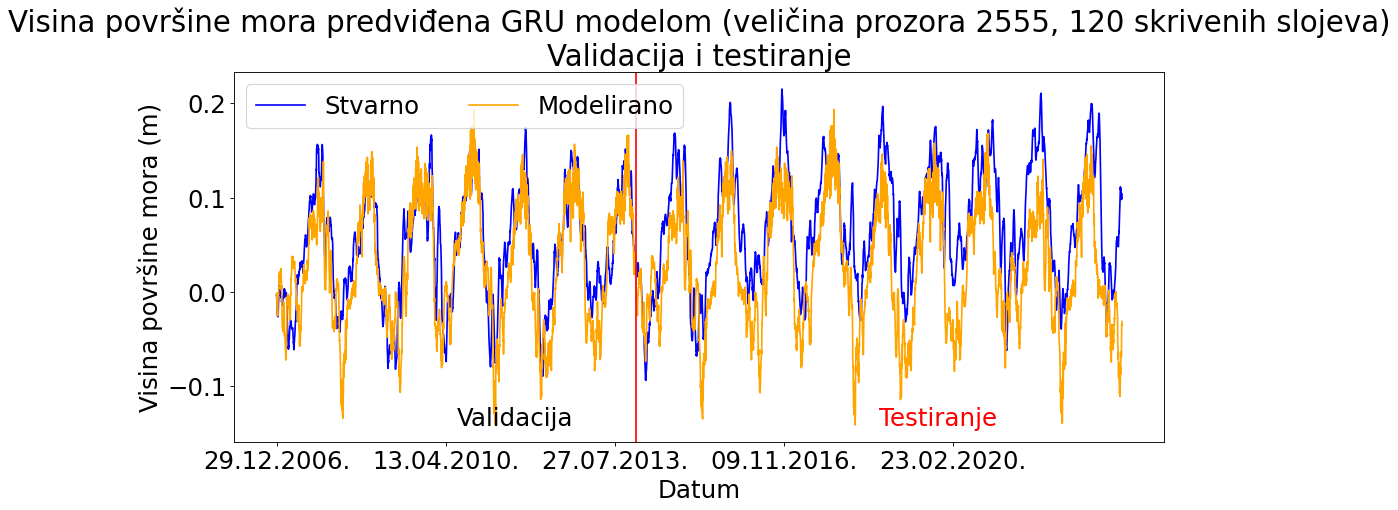 Visina površine mora predviđena GRU modelom (veličina prozora 2555, 120 skrivenih slojeva)
Validacija i testiranje
Stvarno
Modelirano
Visina površine mora (m)
0.2
0.1
0.0
−0.1
Validacija
Testiranje
29.12.2006.
13.04.2010.
27.07.2013.
09.11.2016.
23.02.2020.
Datum